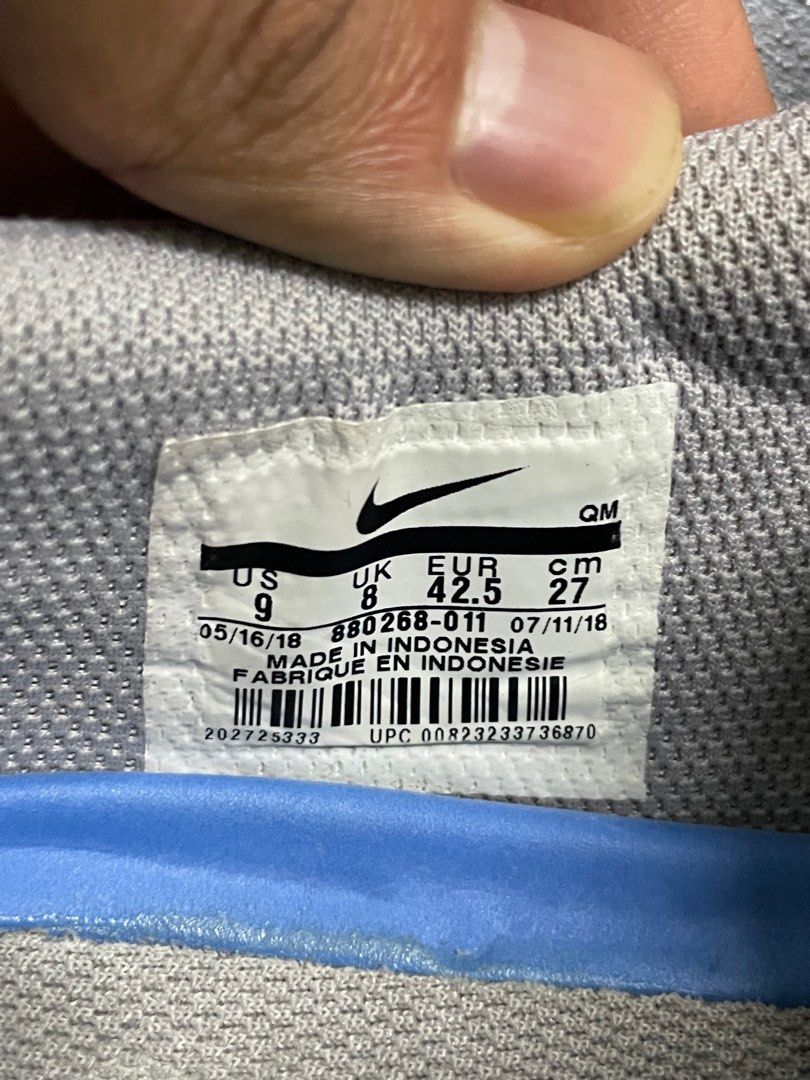 QM
US UK EUR cm
9 8 42.5 27
05/16/18 880268-011 07/11/18
MADE IN INDONESIA
FABRIQUE EN INDONESIE
202725333 UPC 00823233736870